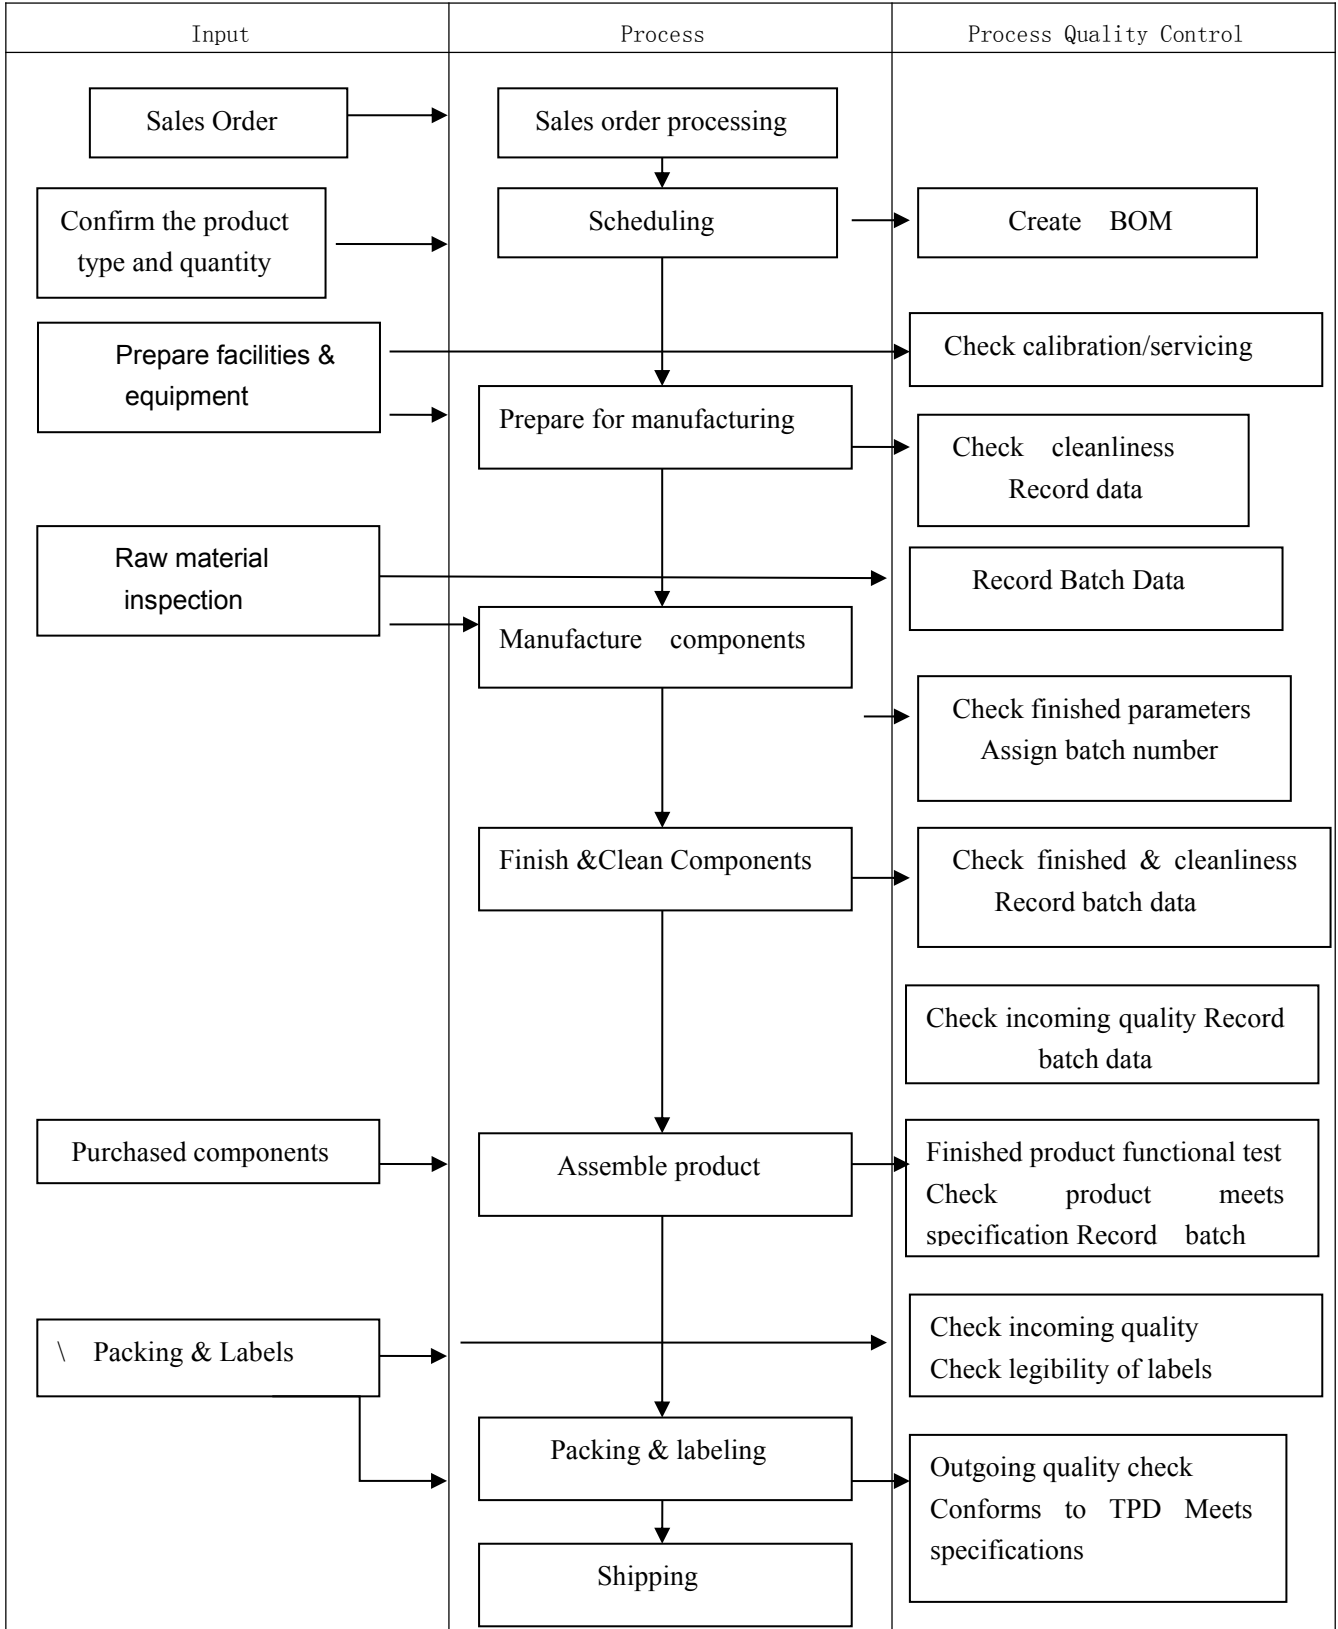 Input
Process
Process Quality Control
Sales Order
Sales order processing
Confirm the product
type and quantity
Scheduling
Create BOM
Prepare facilities &
equipment
Check calibration/servicing
Prepare for manufacturing
Check cleanliness
Record data
Raw material
inspection
Record Batch Data
Manufacture components
Check finished parameters
Assign batch number
Finish &Clean Components
Check finished & cleanliness
Record batch data
Check incoming quality Record
batch data
Purchased components
Assemble product
Finished product functional test
Check product meets
specification Record batch
\ Packing & Labels
Check incoming quality
Check legibility of labels
Packing & labeling
Outgoing quality check
Conforms to TPD Meets
specifications
Shipping